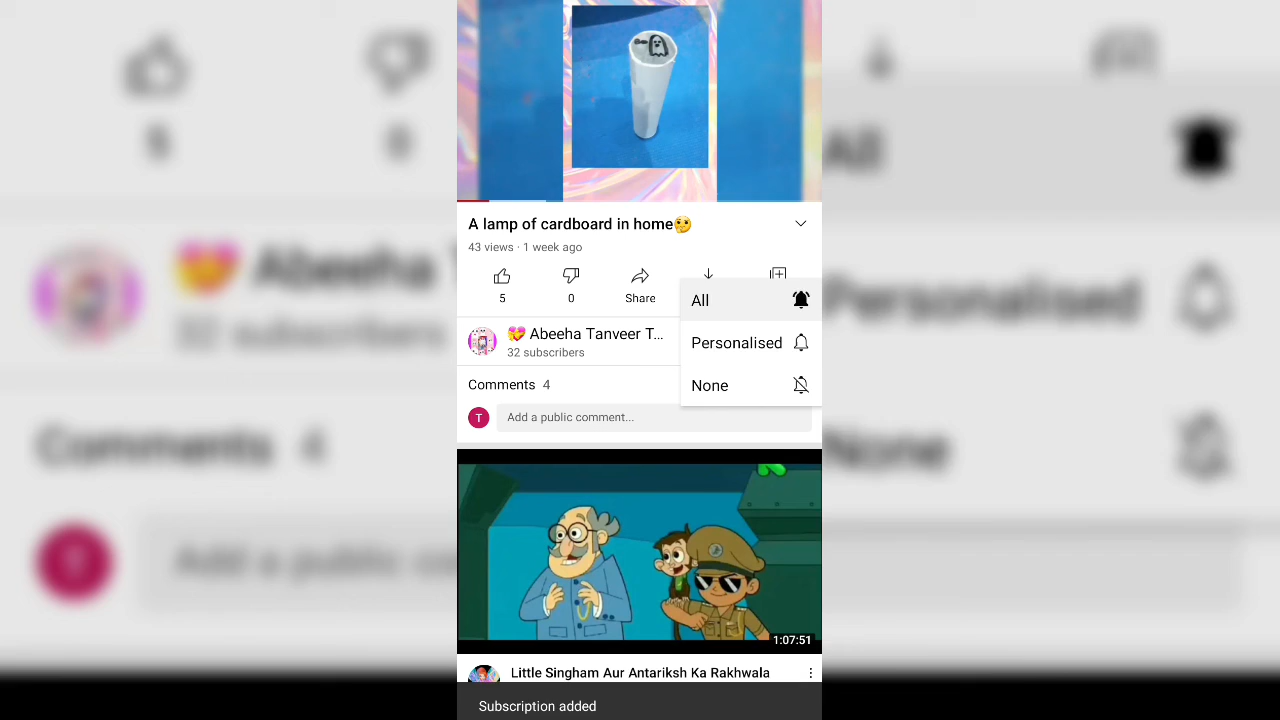 A lamp of cardboard in home🤔
43 views · 1 week ago
5
0
Share
All
Personalised
None
💝 Abeeha Tanveer T...
32 subscribers
Comments 4
T
Add a public comment...
1:07:51
Little Singham Aur Antariksh Ka Rakhwala
Subscription added